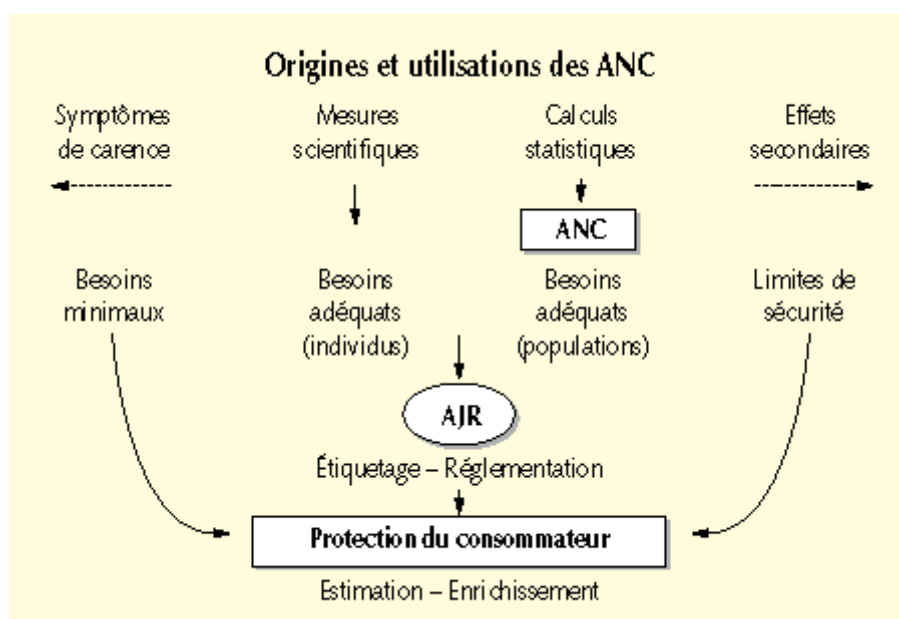 Origines et utilisations des ANC
Symptômes
de carence
Mesures
scientifiques
Calculs
statistiques
Effets
secondaires
ANC
Besoins
minimaux
Besoins
adéquats
(individus)
Besoins
adéquats
(populations)
Limites de
sécurité
AJR
Étiquetage – Réglementation
Protection du consommateur
Estimation – Enrichissement